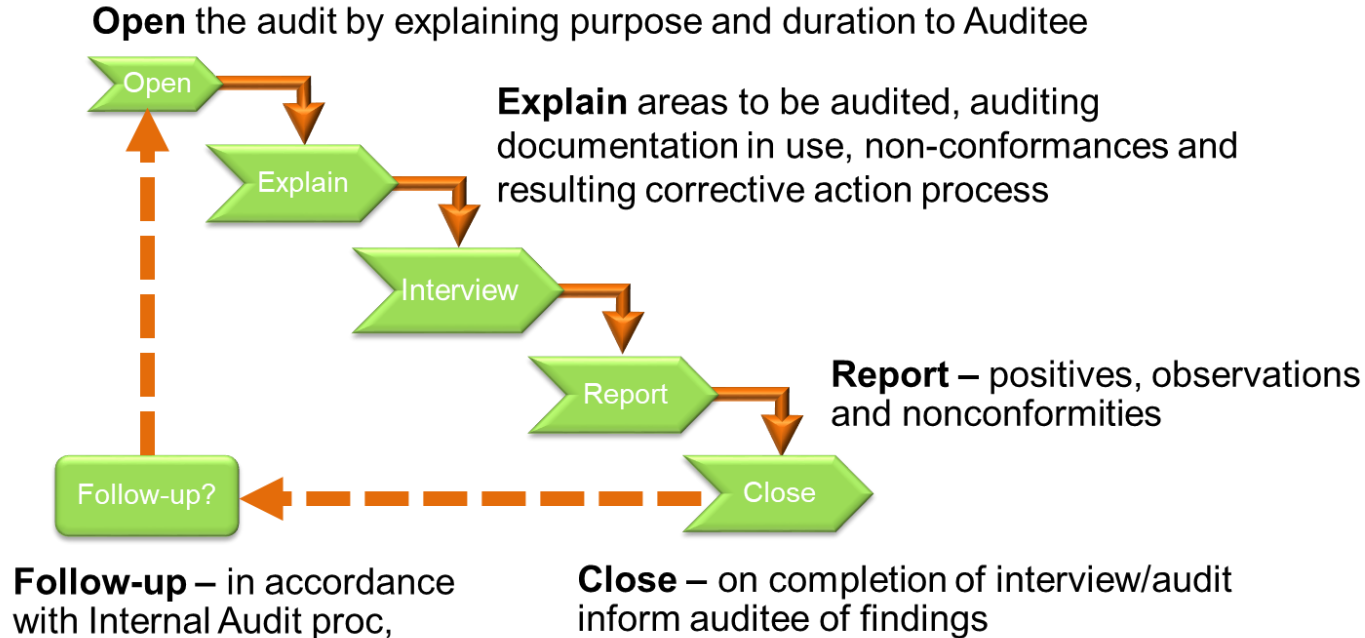 Open the audit by explaining purpose and duration to Auditee
Open
Explain areas to be audited, auditing
documentation in use, non-conformances and
resulting corrective action process
Explain
Interview
Report
Report – positives, observations
and nonconformities
Follow-up?
Close
Follow-up – in accordance
with Internal Audit proc,
Close – on completion of interview/audit
inform auditee of findings